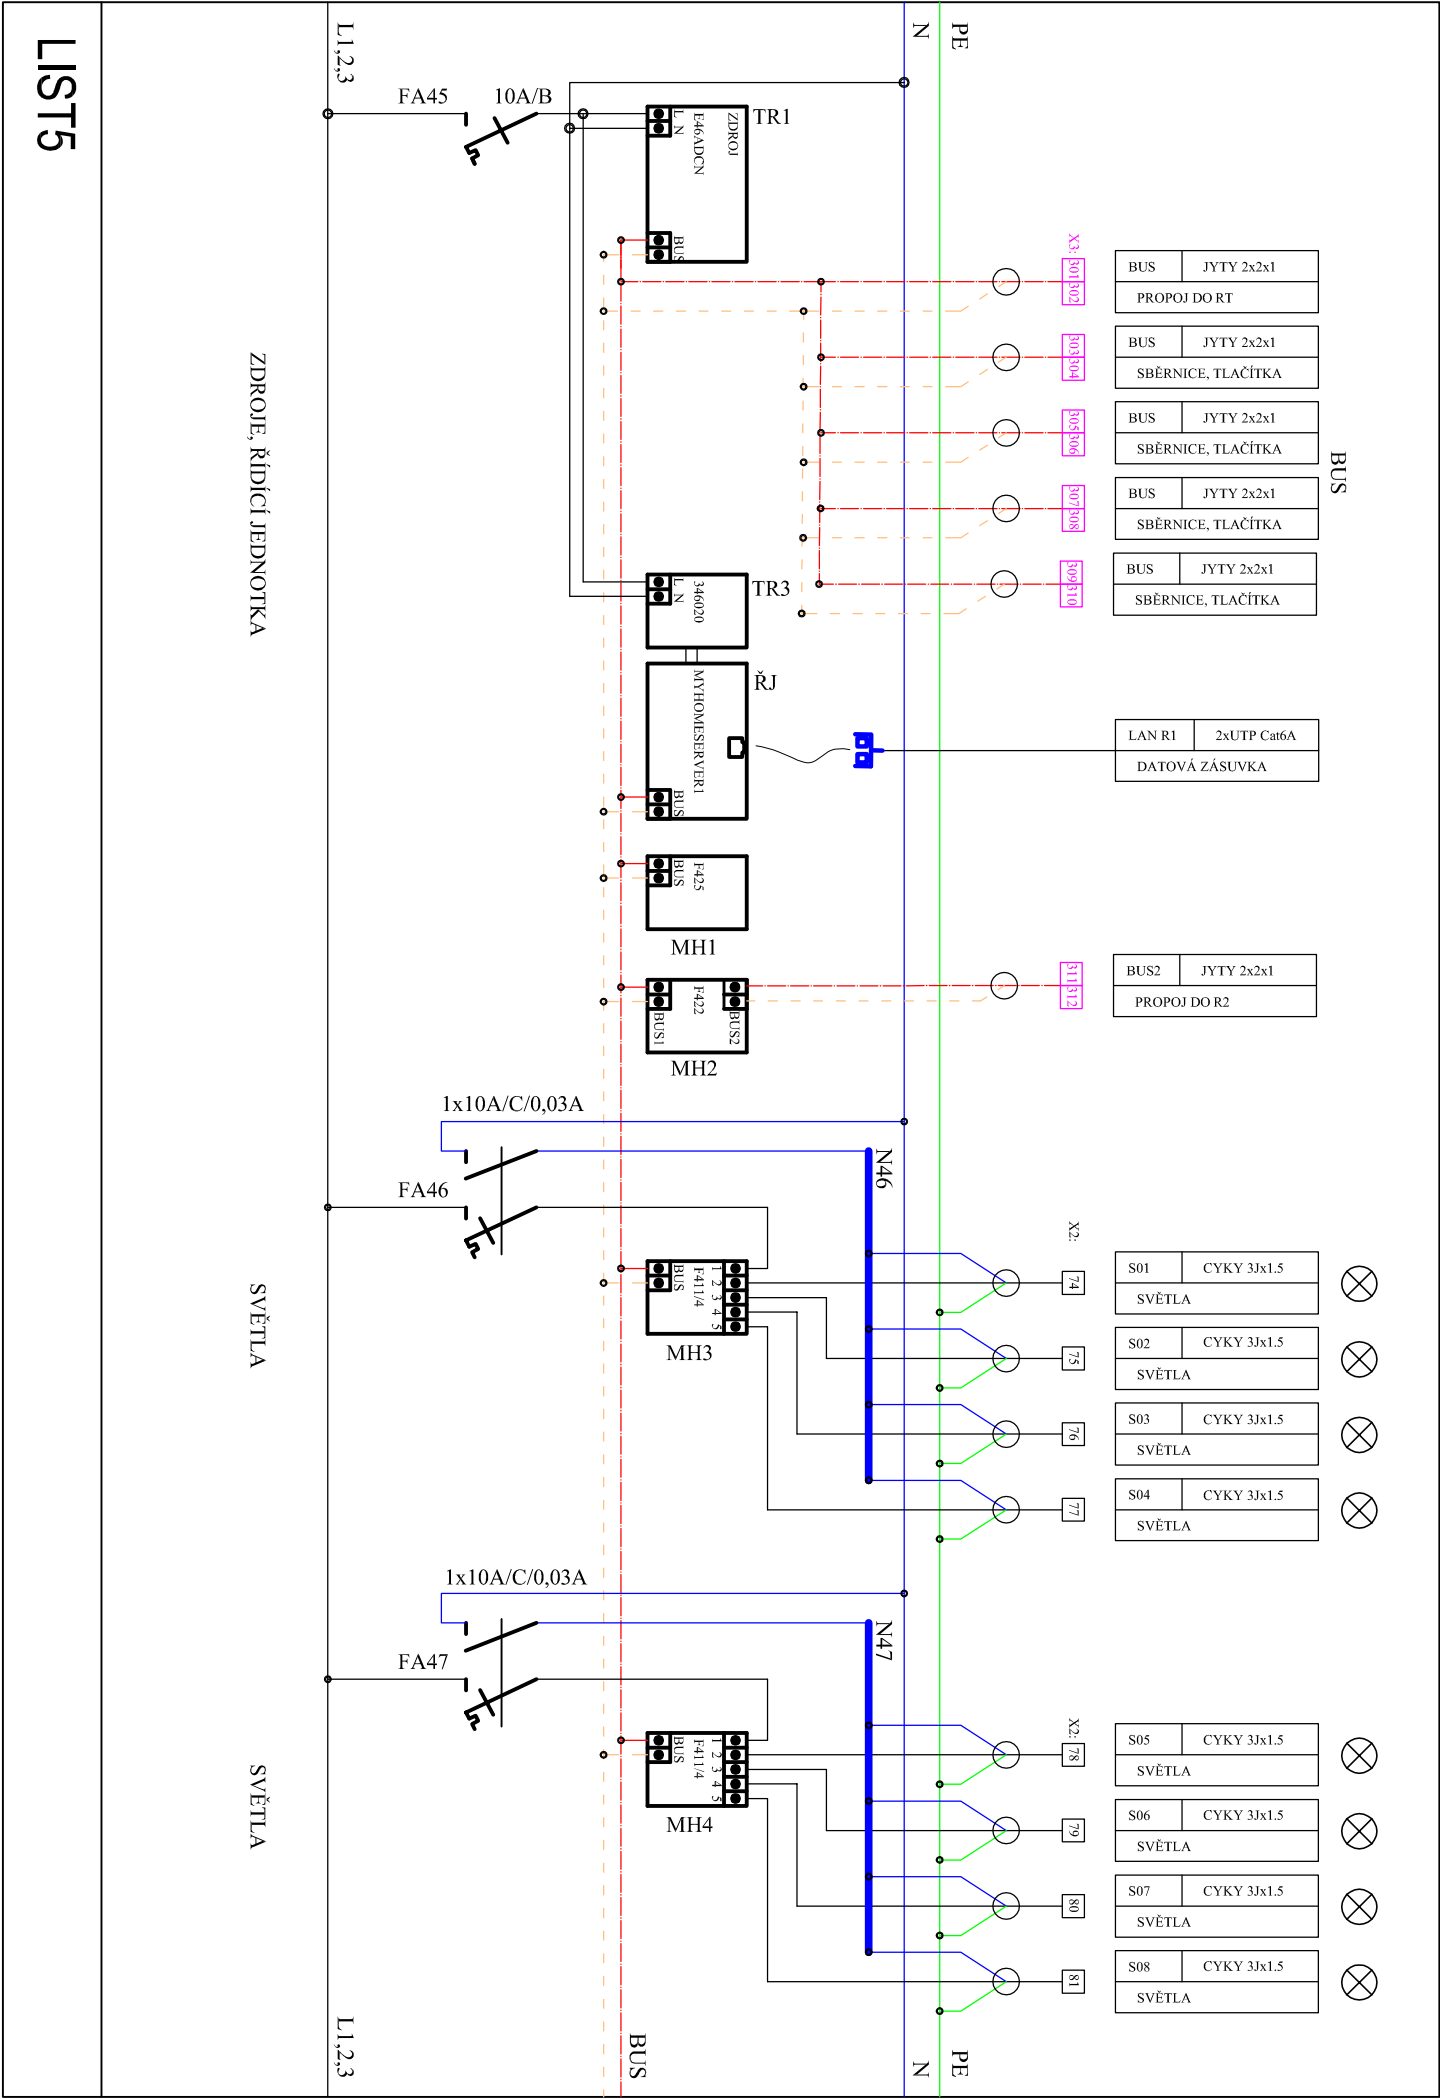 LIST5
L1,2,3
N
PE
FA45
10A/B
TR1
ZDROJ
E46ADCN
L N
BUS
X3:
301 302
BUS
JYTY 2x2x1
PROPOJ DO RT
303 304
BUS
JYTY 2x2x1
SBĚRNICE, TLAČÍTKA
305 306
BUS
JYTY 2x2x1
SBĚRNICE, TLAČÍTKA
BUS
307 308
BUS
JYTY 2x2x1
SBĚRNICE, TLAČÍTKA
309 310
BUS
JYTY 2x2x1
SBĚRNICE, TLAČÍTKA
ZDROJE, ŘÍDÍCÍ JEDNOTKA
TR3
346020
L N
ŘJ
MYHOMESERVER1
BUS
LAN R1
2xUTP Cat6A
DATOVÁ ZÁSUVKA
F425
BUS
MH1
F422
BUS1
BUS2
MH2
311 312
BUS2
JYTY 2x2x1
PROPOJ DO R2
1x10A/C/0,03A
FA46
N46
F411/4
BUS
1 2 3 4 5
MH3
X2:
74
S01
CYKY 3Jx1.5
SVĚTLA
75
S02
CYKY 3Jx1.5
SVĚTLA
76
S03
CYKY 3Jx1.5
SVĚTLA
77
S04
CYKY 3Jx1.5
SVĚTLA
SVĚTLA
1x10A/C/0,03A
FA47
N47
F411/4
BUS
1 2 3 4 5
MH4
X2:
78
S05
CYKY 3Jx1.5
SVĚTLA
79
S06
CYKY 3Jx1.5
SVĚTLA
80
S07
CYKY 3Jx1.5
SVĚTLA
81
S08
CYKY 3Jx1.5
SVĚTLA
SVĚTLA
L1,2,3
BUS
N
PE